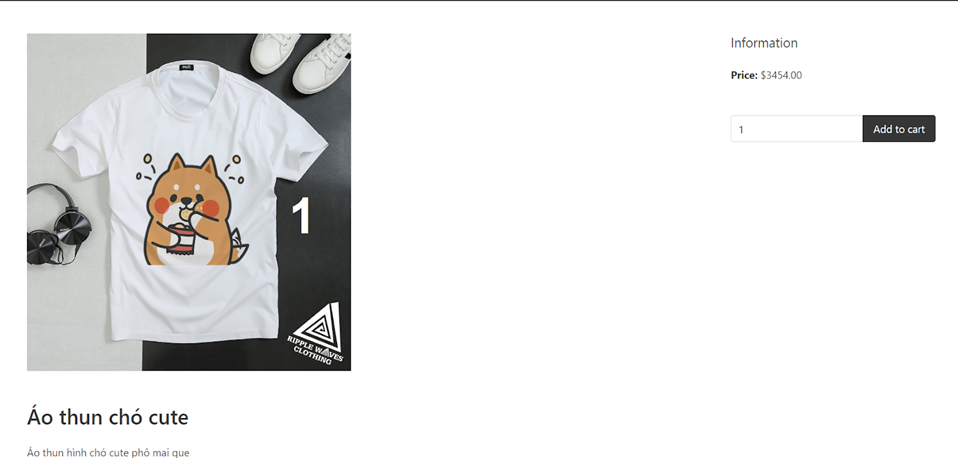 Information
Price: $3454.00
1
Add to cart
1
RIPPLE WAVES
CLOTHING
Áo thun chó cute
Áo thun hình chó cute phô mai que